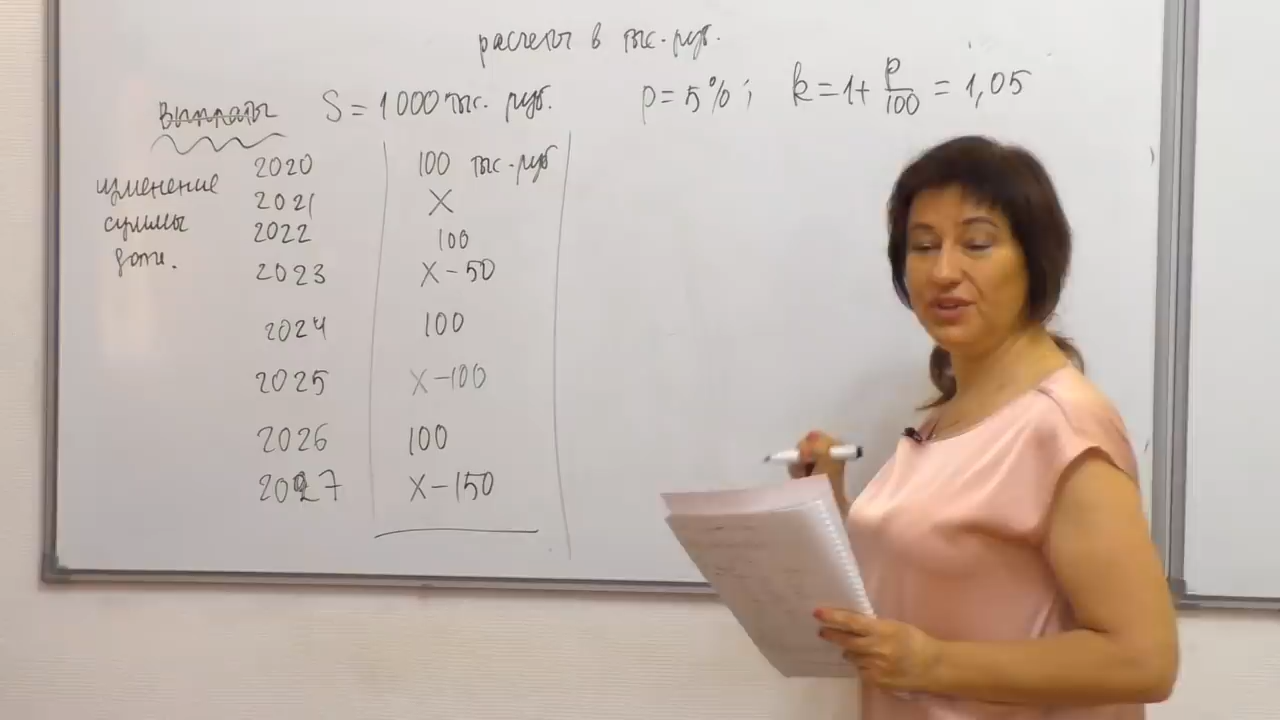 расчеты в тыс. руб.
Выплаты S = 1000 тыс. руб. p = 5%; k = 1 + p/100 = 1,05
изменение суммы долж.
2020 100 тыс. руб
2021 x
2022 100
2023 x - 50
2024 100
2025 x - 100
2026 100
2027 x - 150